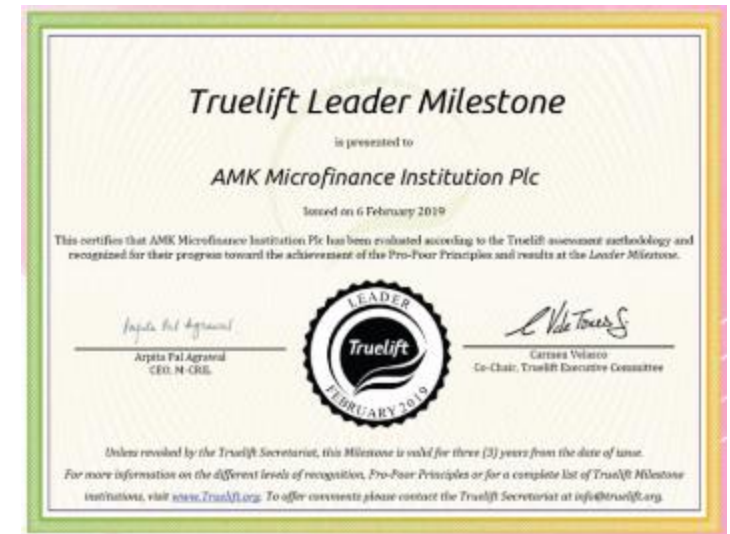 Truelift Leader Milestone
is presented to
AMK Microfinance Institution Plc
Issued on 6 February 2019
This certifies that AMK Microfinance Institution Plc has been evaluated according to the Truelift assessment methodology and
recognized for their progress toward the achievement of the Pro-Poor Principles and results at the Leader Milestone.
Arpita Pal Agrawal
Arpita Pal Agrawal
CEO, M-CRIL
LEADER
Truelift
FEBRUARY 2019
Carmen Velasco
Co-Chair, Truelift Executive Committee
Unless revoked by the Truelift Secretariat, this Milestone is valid for three (3) years from the date of issue.
For more information on the different levels of recognition, Pro-Poor Principles or for a complete list of Truelift Milestone
institutions, visit www.Truelift.org. To offer comments please contact the Truelift Secretariat at info@truelift.org.